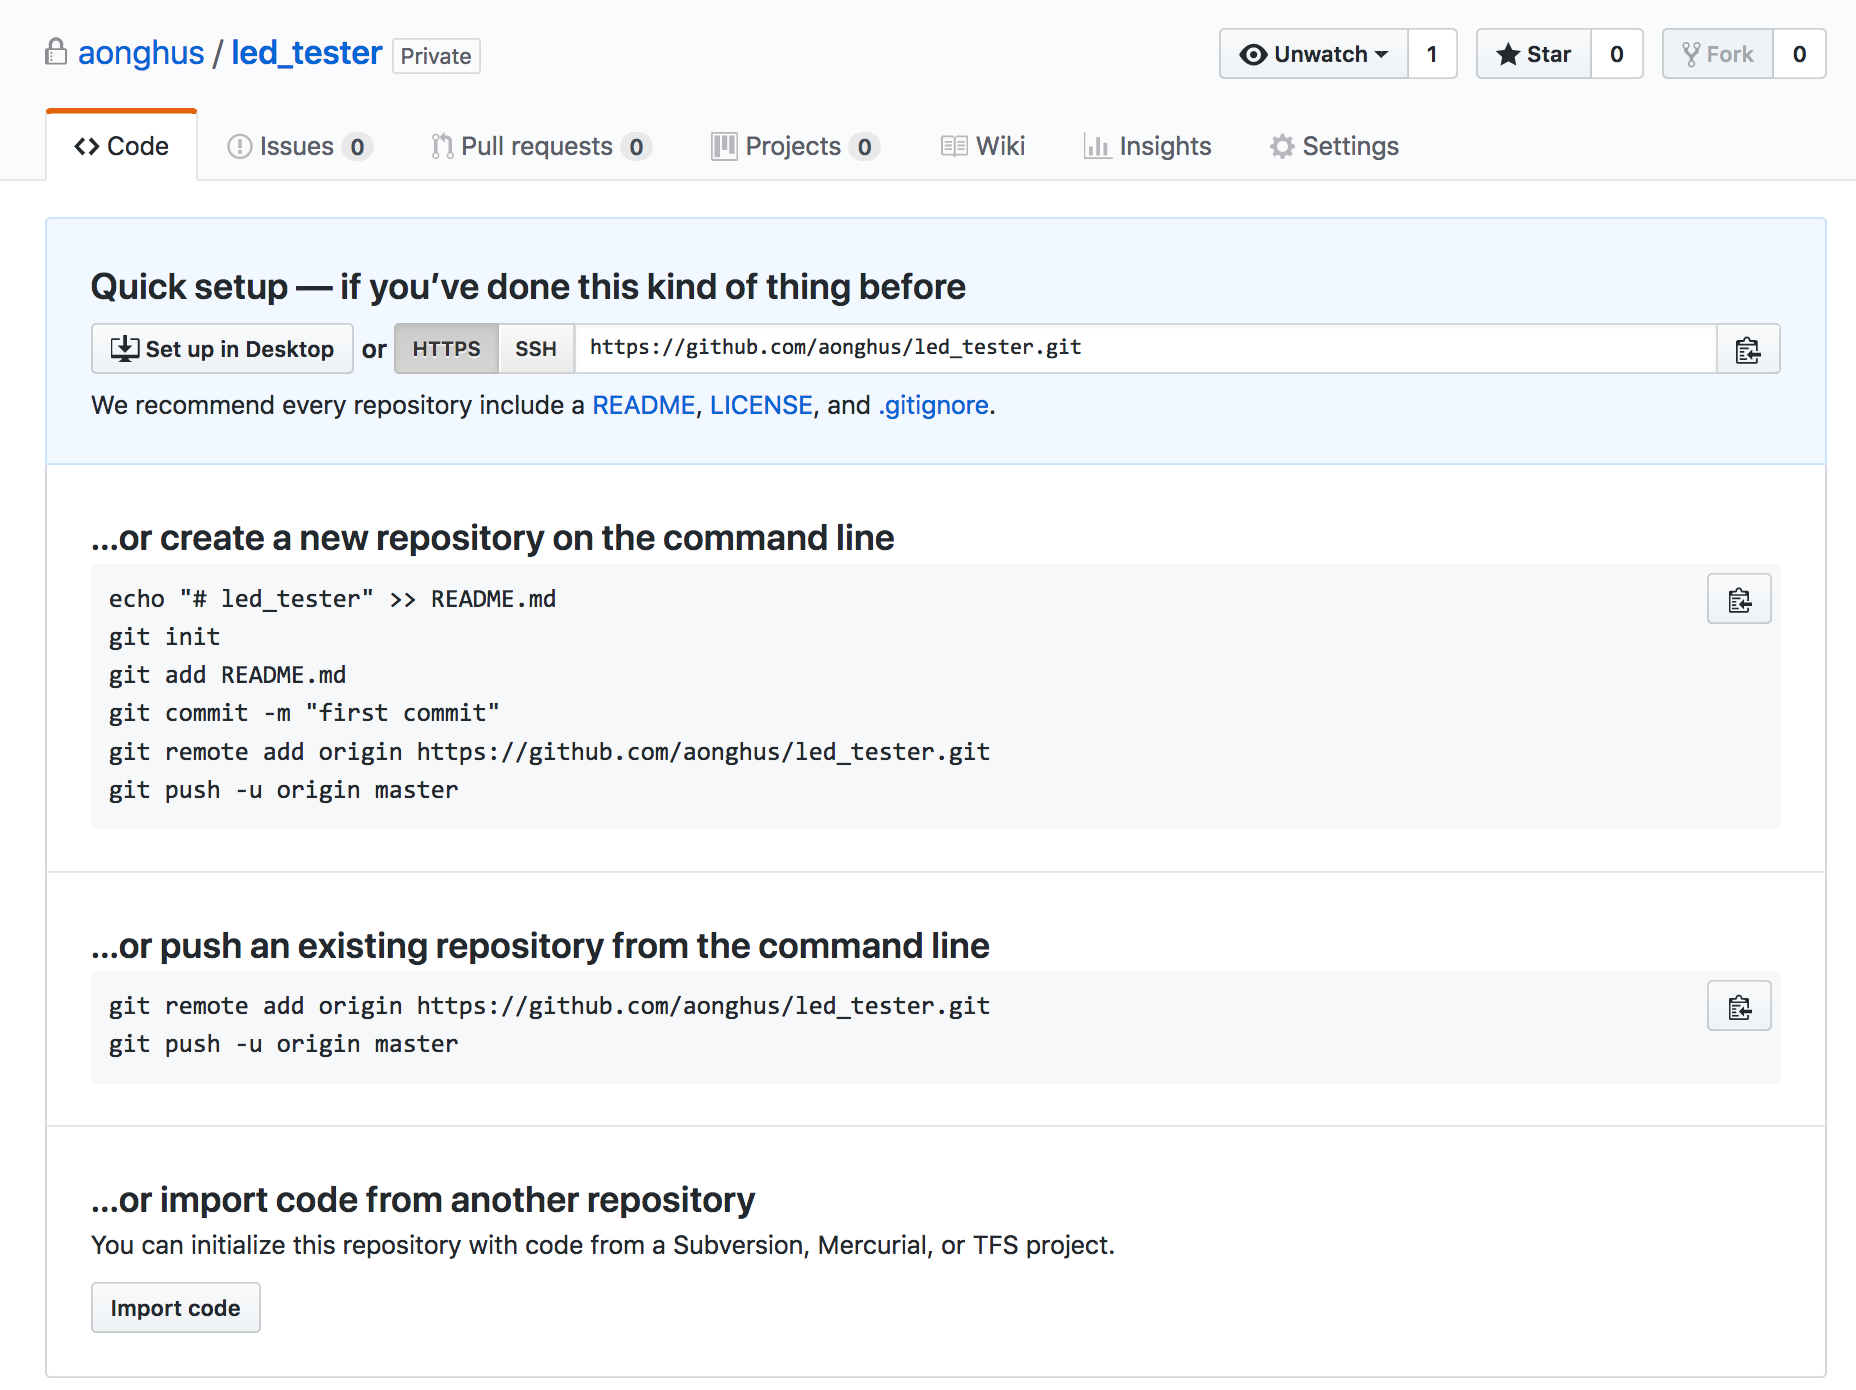 aonghus / led_tester Private
Unwatch 1 Star 0 Fork 0
Code Issues 0 Pull requests 0 Projects 0 Wiki Insights Settings
Quick setup — if you’ve done this kind of thing before
Set up in Desktop or HTTPS SSH https://github.com/aonghus/led_tester.git
We recommend every repository include a README, LICENSE, and .gitignore.
…or create a new repository on the command line
echo "# led_tester" >> README.md
git init
git add README.md
git commit -m "first commit"
git remote add origin https://github.com/aonghus/led_tester.git
git push -u origin master
…or push an existing repository from the command line
git remote add origin https://github.com/aonghus/led_tester.git
git push -u origin master
…or import code from another repository
You can initialize this repository with code from a Subversion, Mercurial, or TFS project.
Import code